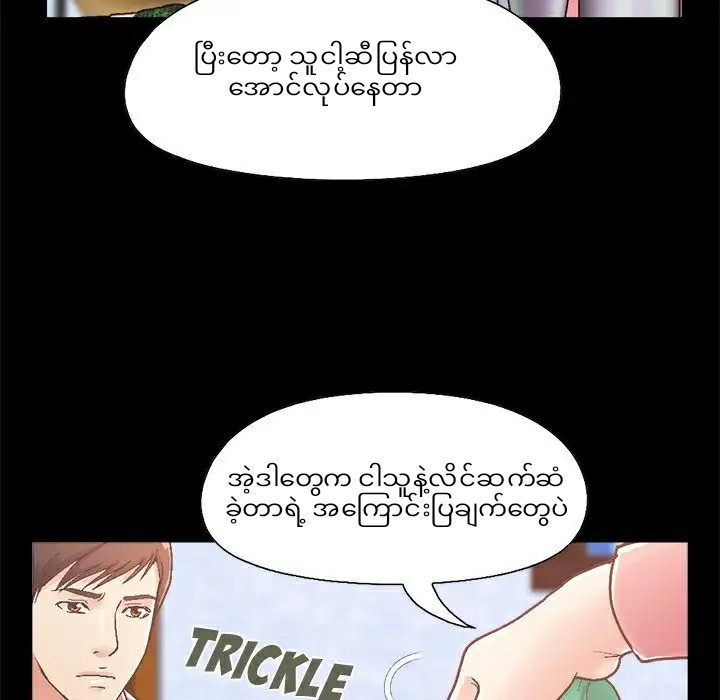 ပြီးတော့ သူငါ့ဆီပြန်လာ
အောင်လုပ်နေတာ
အဲ့ဒါတွေက ငါသူနဲ့လိင်ဆက်ဆံ
ခဲ့တာရဲ့ အကြောင်းပြချက်တွေပဲ
TRICKLE